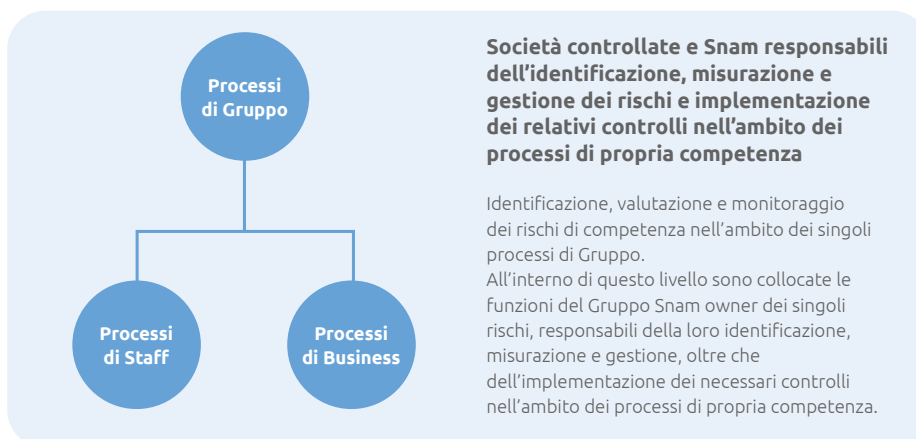 Processi
di Gruppo
Processi
di Staff
Processi
di Business
Società controllate e Snam responsabili
dell’identificazione, misurazione e
gestione dei rischi e implementazione
dei relativi controlli nell’ambito dei
processi di propria competenza
Identificazione, valutazione e monitoraggio
dei rischi di competenza nell’ambito dei singoli
processi di Gruppo.
All’interno di questo livello sono collocate le
funzioni del Gruppo Snam owner dei singoli
rischi, responsabili della loro identificazione,
misurazione e gestione, oltre che
dell’implementazione dei necessari controlli
nell’ambito dei processi di propria competenza.